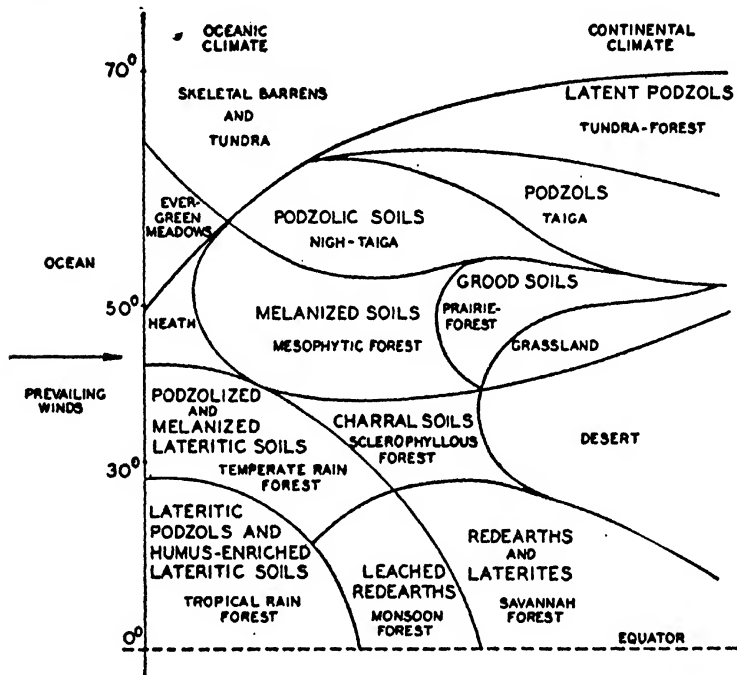 OCEANIC
CLIMATE
CONTINENTAL
CLIMATE
70°
SKELETAL BARRENS
AND
TUNDRA
LATENT PODZOLS
TUNDRA-FOREST
EVER-
GREEN
MEADOWS
PODZOLIC SOILS
NIGH-TAIGA
PODZOLS
TAIGA
OCEAN
GROOD SOILS
50°
HEATH
MELANIZED SOILS
MESOPHYTIC FOREST
PRAIRIE-
FOREST
GRASSLAND
PREVAILING
WINDS
PODZOLIZED
AND
MELANIZED
LATERITIC SOILS
TEMPERATE RAIN
FOREST
CHARRAL SOILS
SCLEROPHYLLOUS
FOREST
DESERT
30°
LATERITIC
PODZOLS AND
HUMUS-ENRICHED
LATERITIC SOILS
TROPICAL RAIN
FOREST
LEACHED
REDEARTHS
MONSOON
FOREST
REDEARTHS
AND
LATERITES
SAVANNAH
FOREST
0°
EQUATOR